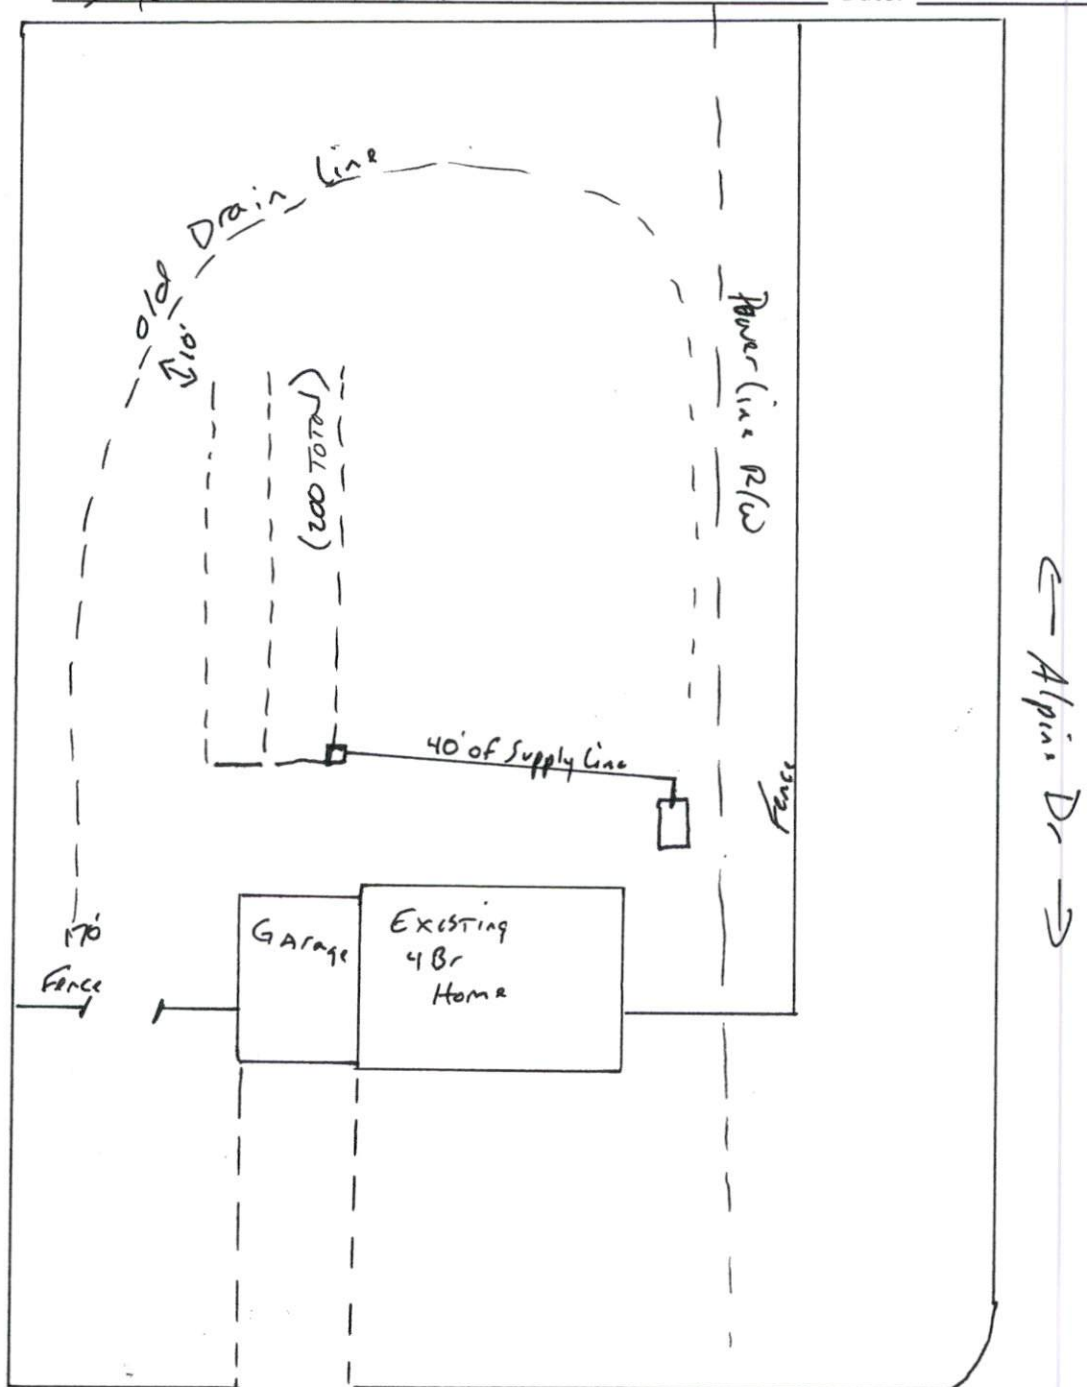 Old Drain Line
10'
(200 TOTAL)
Power Line R/W
40' of Supply Line
Fence
← Alpine Dr →
Garage
Existing
4 Br
Home
Fence